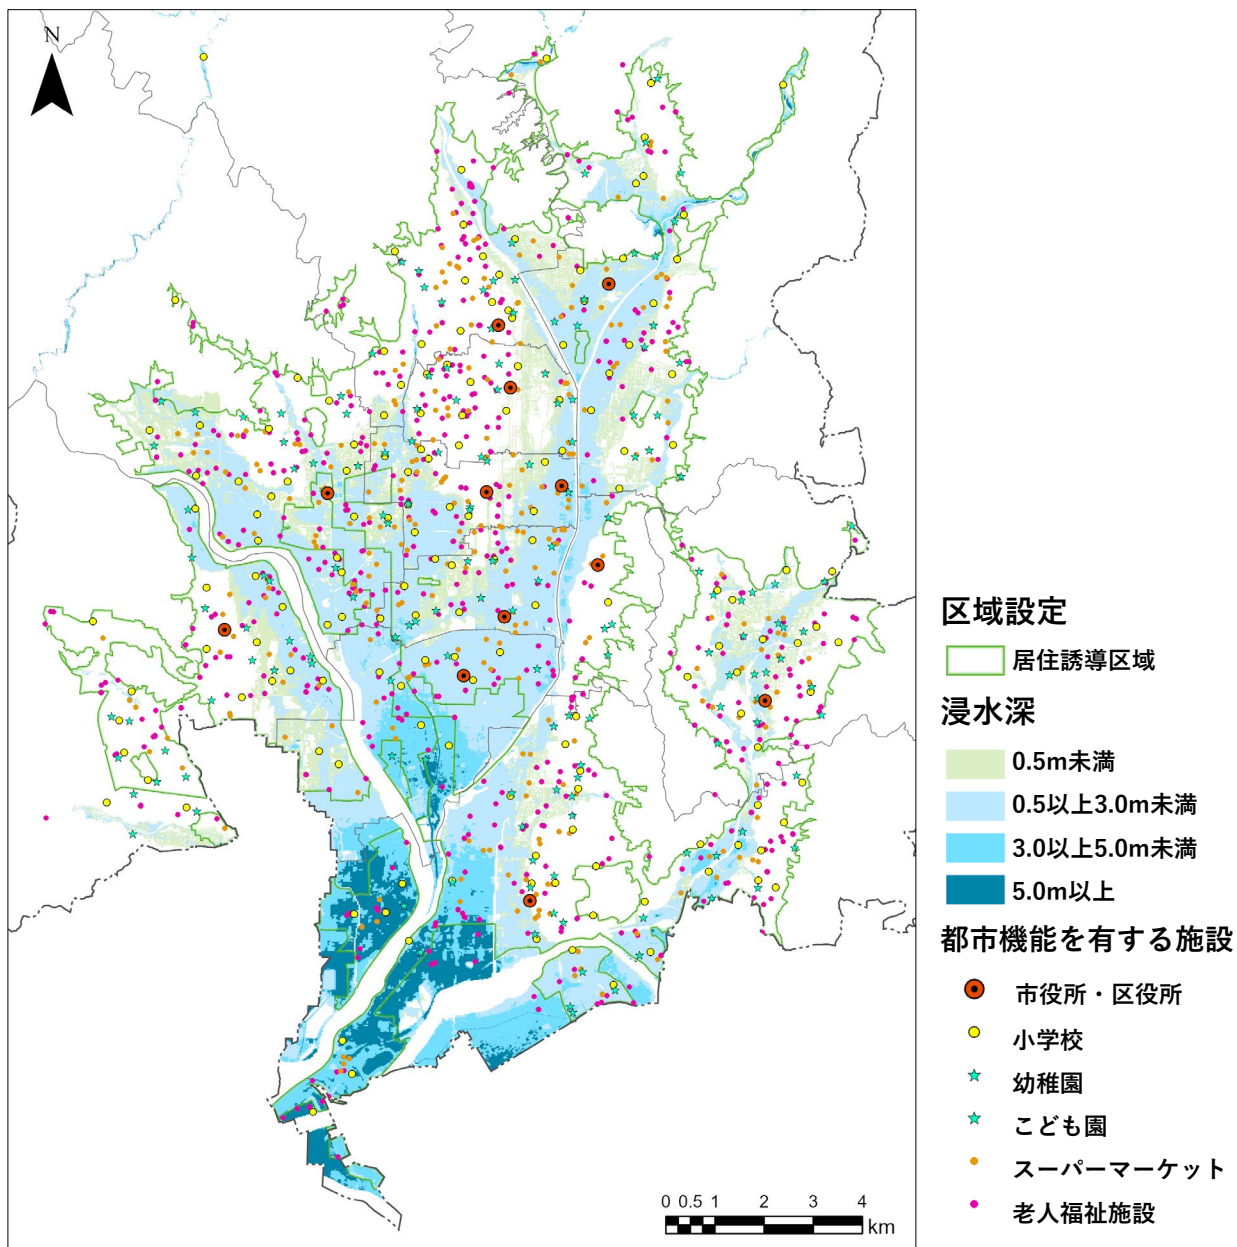 N
区域設定
居住誘導区域
浸水深
0.5m未満
0.5以上3.0m未満
3.0以上5.0m未満
5.0m以上
都市機能を有する施設
市役所・区役所
小学校
幼稚園
こども園
スーパーマーケット
老人福祉施設
0 0.5 1 2 3 4
km